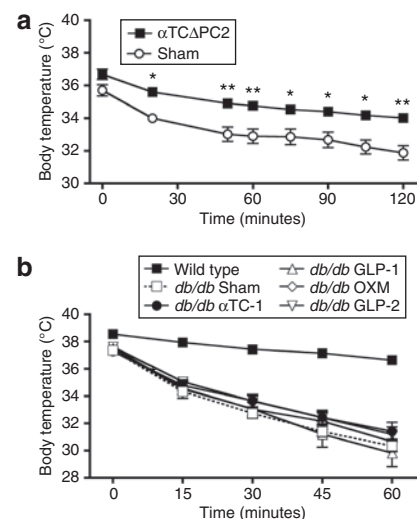 a
αTCΔPC2
Sham
Body temperature (°C)
40
38
36
34
32
30
* ** ** * * * **
0 30 60 90 120
Time (minutes)
b
Wild type
db/db Sham
db/db αTC-1
db/db GLP-1
db/db OXM
db/db GLP-2
Body temperature (°C)
40
38
36
34
32
30
28
0 15 30 45 60
Time (minutes)